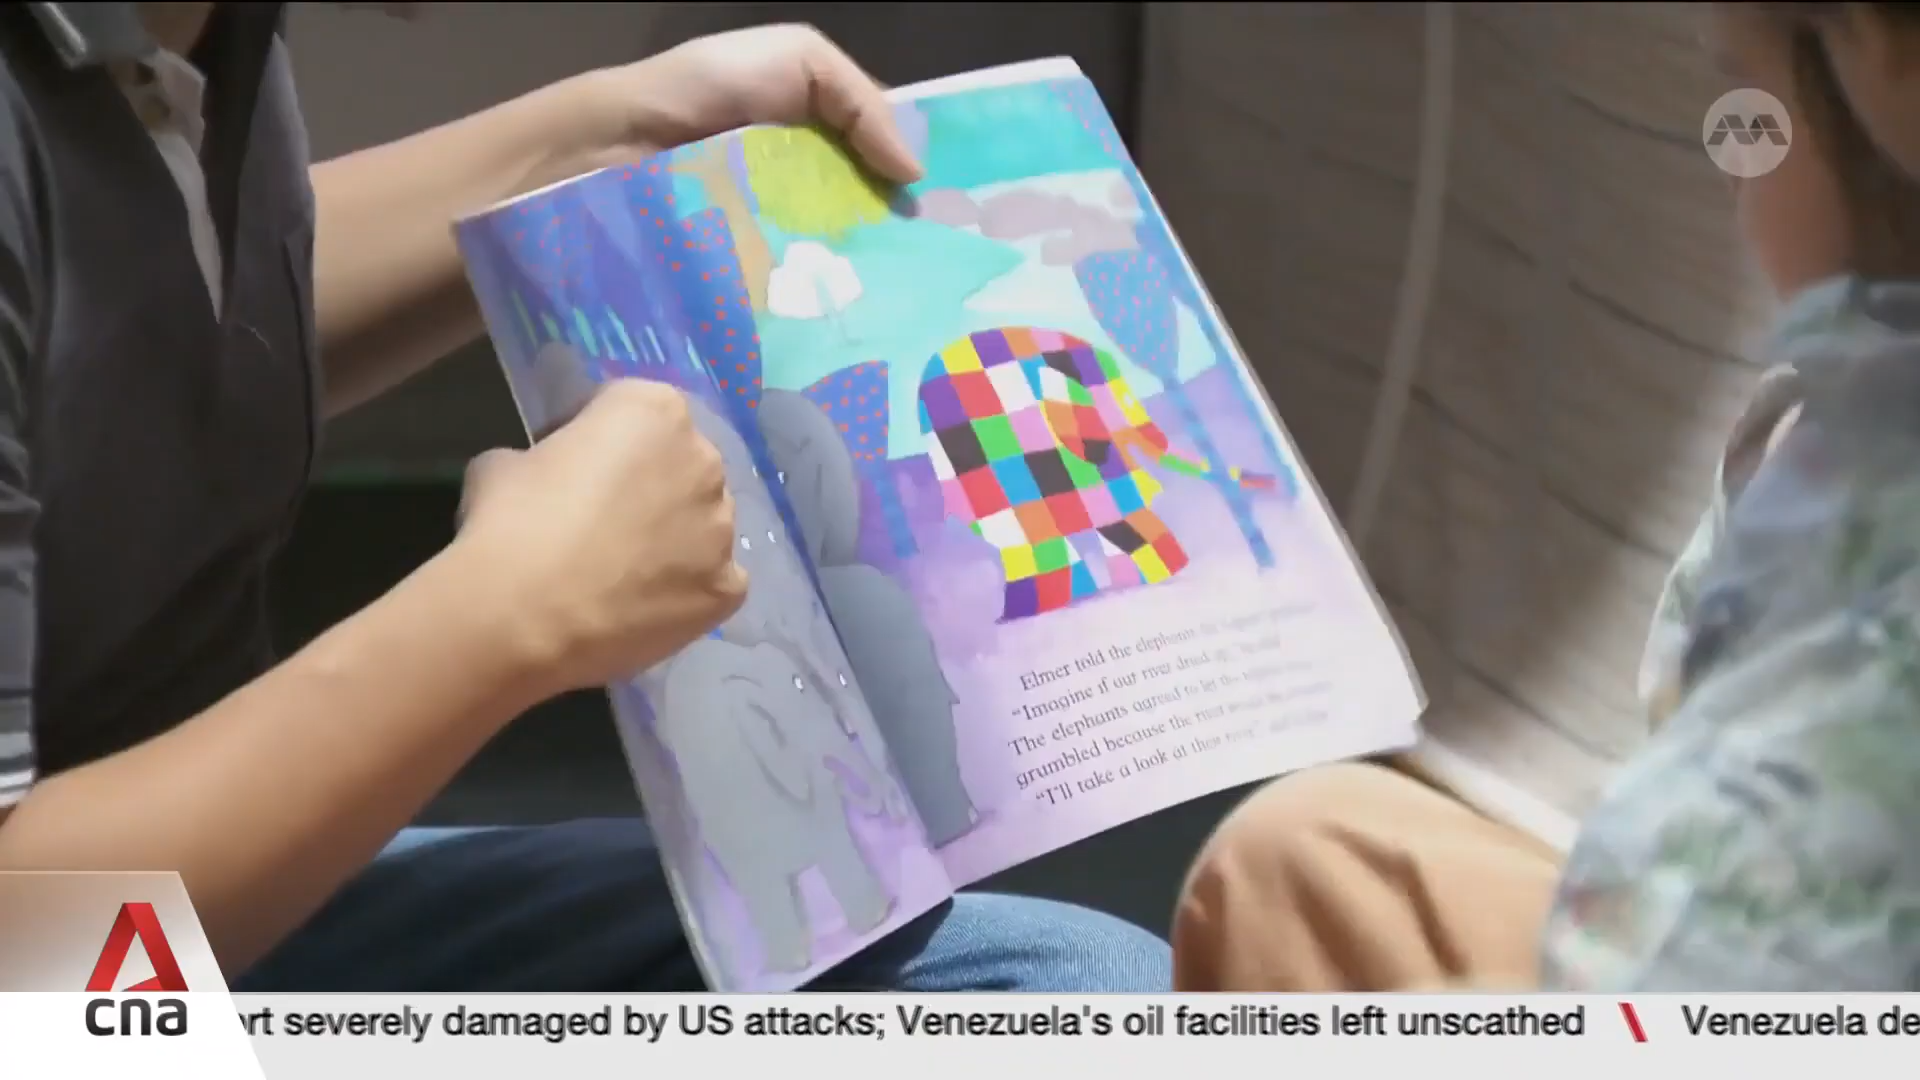 Elmer told the elephants
"Imagine if our river dried up,"
The elephants agreed to let the
grumbled because the river would
"I'll take a look at their river,"
cna
rt severely damaged by US attacks; Venezuela's oil facilities left unscathed \ Venezuela de